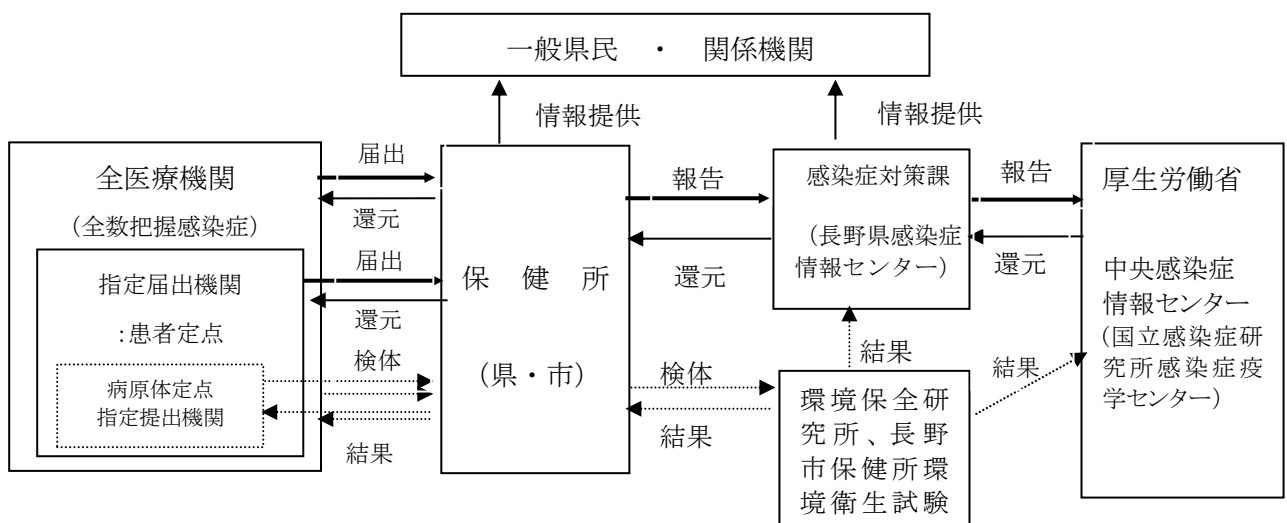 一般県民 ・ 関係機関
情報提供
情報提供
全医療機関
(全数把握感染症)
指定届出機関
:患者定点
病原体定点
指定提出機関
届出
還元
届出
還元
検体
結果
保 健 所
(県・市)
報告
還元
検体
結果
感染症対策課
(長野県感染症
情報センター)
結果
環境保全研
究所、長野
市保健所環
境衛生試験
報告
還元
結果
厚生労働省
中央感染症
情報センター
(国立感染症研
究所感染症疫
学センター)